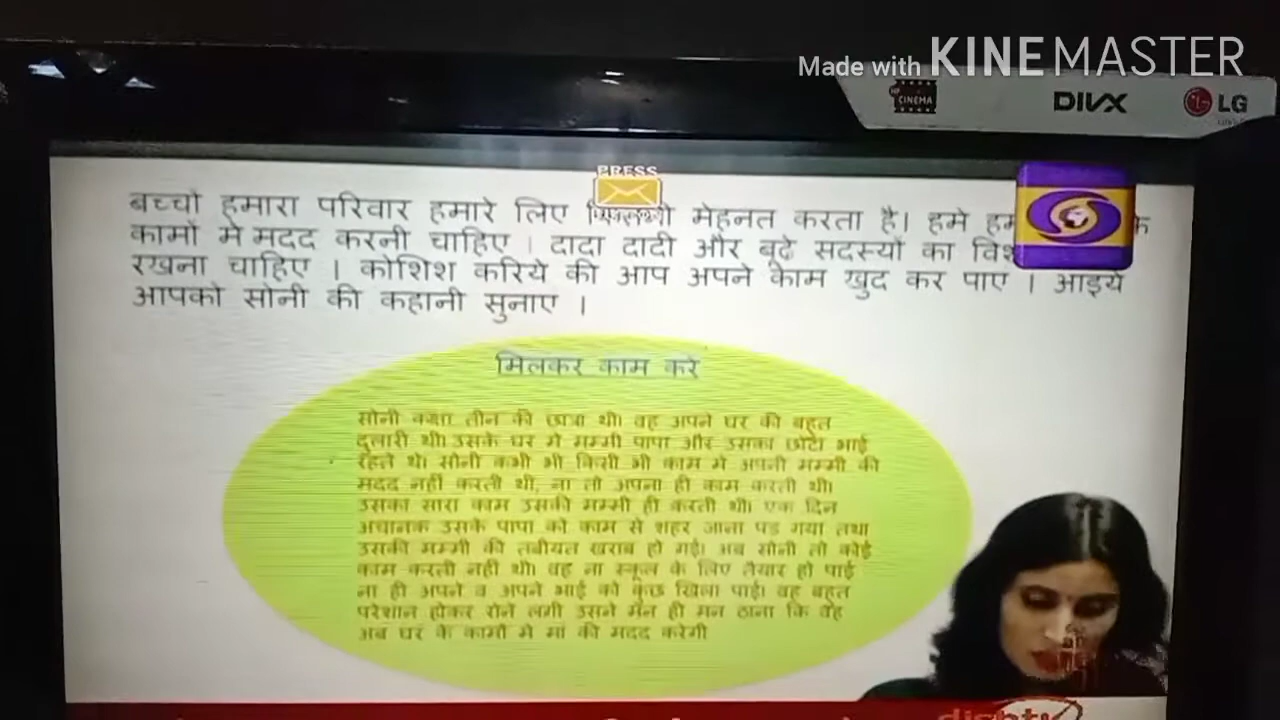 Made with KINEMASTER
HD CINEMA
DIVX
LG
PRESS
बच्चो हमारा परिवार हमारे लिए मेहनत करता है। हमे
कामों मे मदद करनी चाहिए । दादा दादी और बूढे सदस्यों का
रखना चाहिए । कोशिश करिये की आप अपने काम खुद कर पाए । आइये
आपको सोनी की कहानी सुनाए ।
मिलकर काम करे
सोनी कक्षा तीन की छात्रा थी। वह अपने घर की बहुत
दुलारी थी। उसके घर मे मम्मी पापा और उसका छोटा भाई
रहते थे। सोनी कभी भी किसी भी काम मे अपनी मम्मी की
मदद नहीं करती थी, ना तो अपना ही काम करती थी।
उसका सारा काम उसकी मम्मी ही करती थी। एक दिन
अचानक उसके पापा को काम से शहर जाना पड गया तथा
उसकी मम्मी की तबीयत खराब हो गई। अब सोनी तो कोई
काम करती नही थी। वह ना स्कूल के लिए तैयार हो पाई
ना ही अपने व अपने भाई को कुछ खिला पाई। वह बहुत
परेशान होकर रोने लगी उसने मन ही मन ठाना कि वह
अब घर के कामों मे मां की मदद करेगी
dishtv